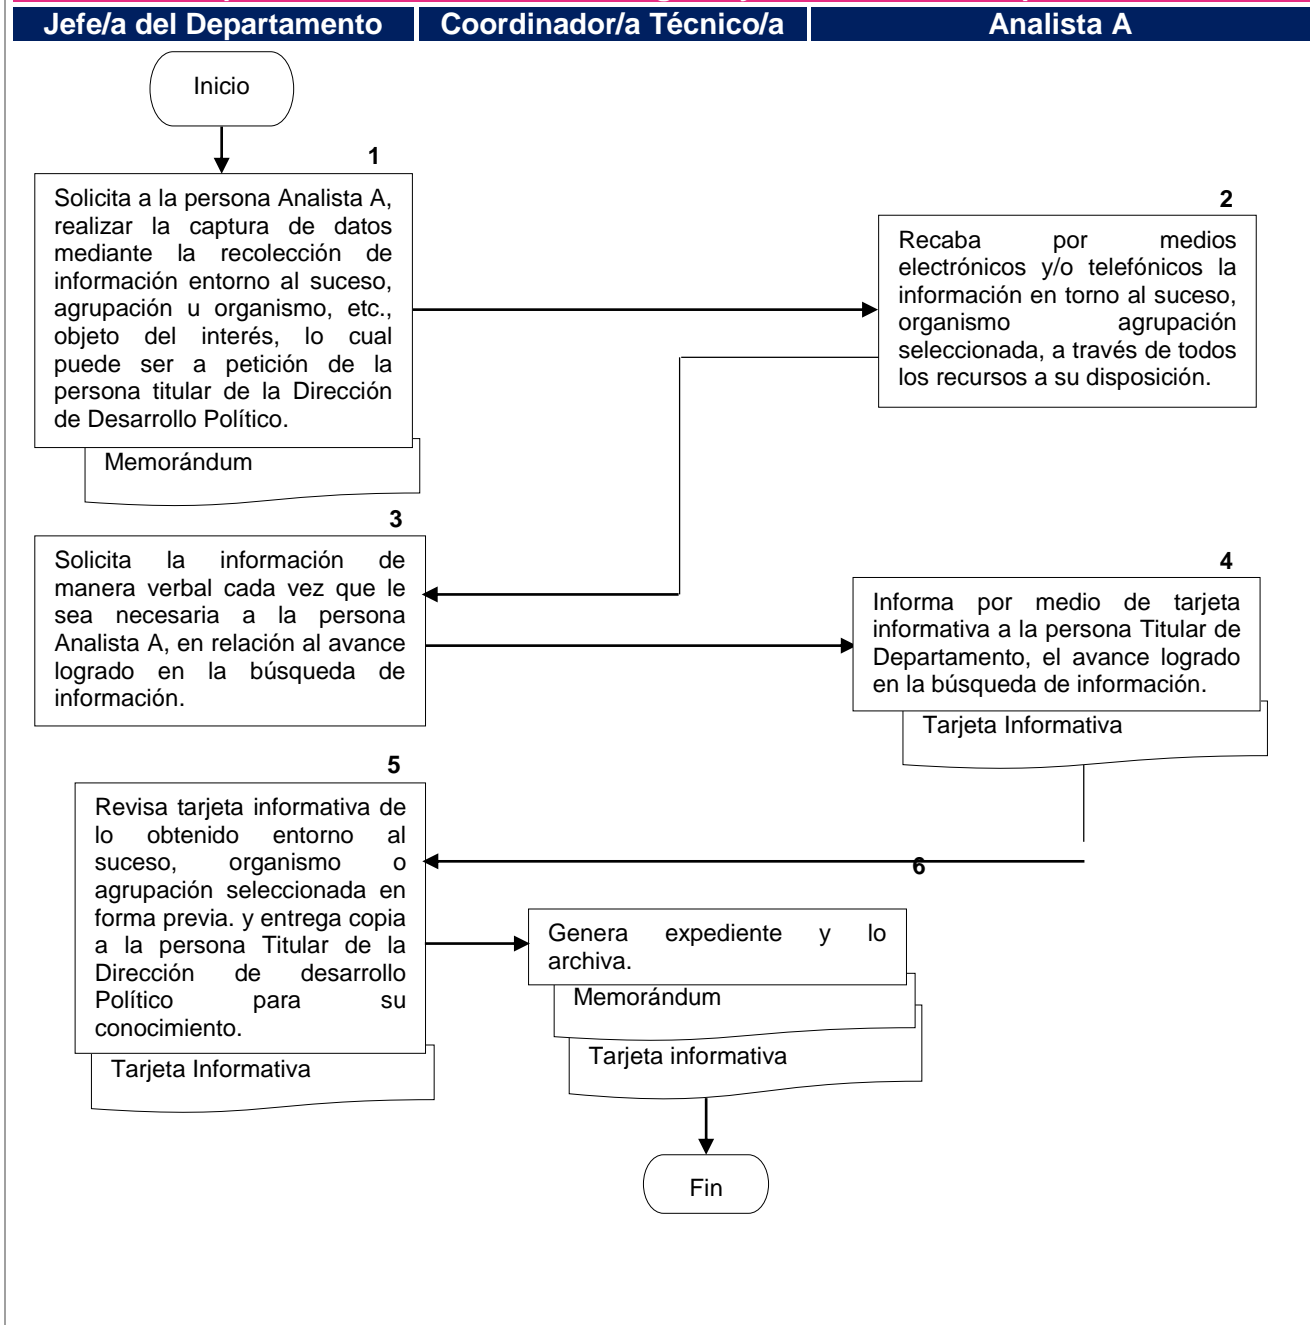 Jefe/a del Departamento
Coordinador/a Técnico/a
Analista A
Inicio
1
Solicita a la persona Analista A,
realizar la captura de datos
mediante la recolección de
información entorno al suceso,
agrupación u organismo, etc.,
objeto del interés, lo cual
puede ser a petición de la
persona titular de la Dirección
de Desarrollo Político.
Memorándum
2
Recaba por medios
electrónicos y/o telefónicos la
información en torno al suceso,
organismo agrupación
seleccionada, a través de todos
los recursos a su disposición.
3
Solicita la información de
manera verbal cada vez que le
sea necesaria a la persona
Analista A, en relación al avance
logrado en la búsqueda de
información.
4
Informa por medio de tarjeta
informativa a la persona Titular de
Departamento, el avance logrado
en la búsqueda de información.
Tarjeta Informativa
5
Revisa tarjeta informativa de
lo obtenido entorno al
suceso, organismo o
agrupación seleccionada en
forma previa. y entrega copia
a la persona Titular de la
Dirección de desarrollo
Político para su
conocimiento.
Tarjeta Informativa
6
Genera expediente y lo
archiva.
Memorándum
Tarjeta informativa
Fin